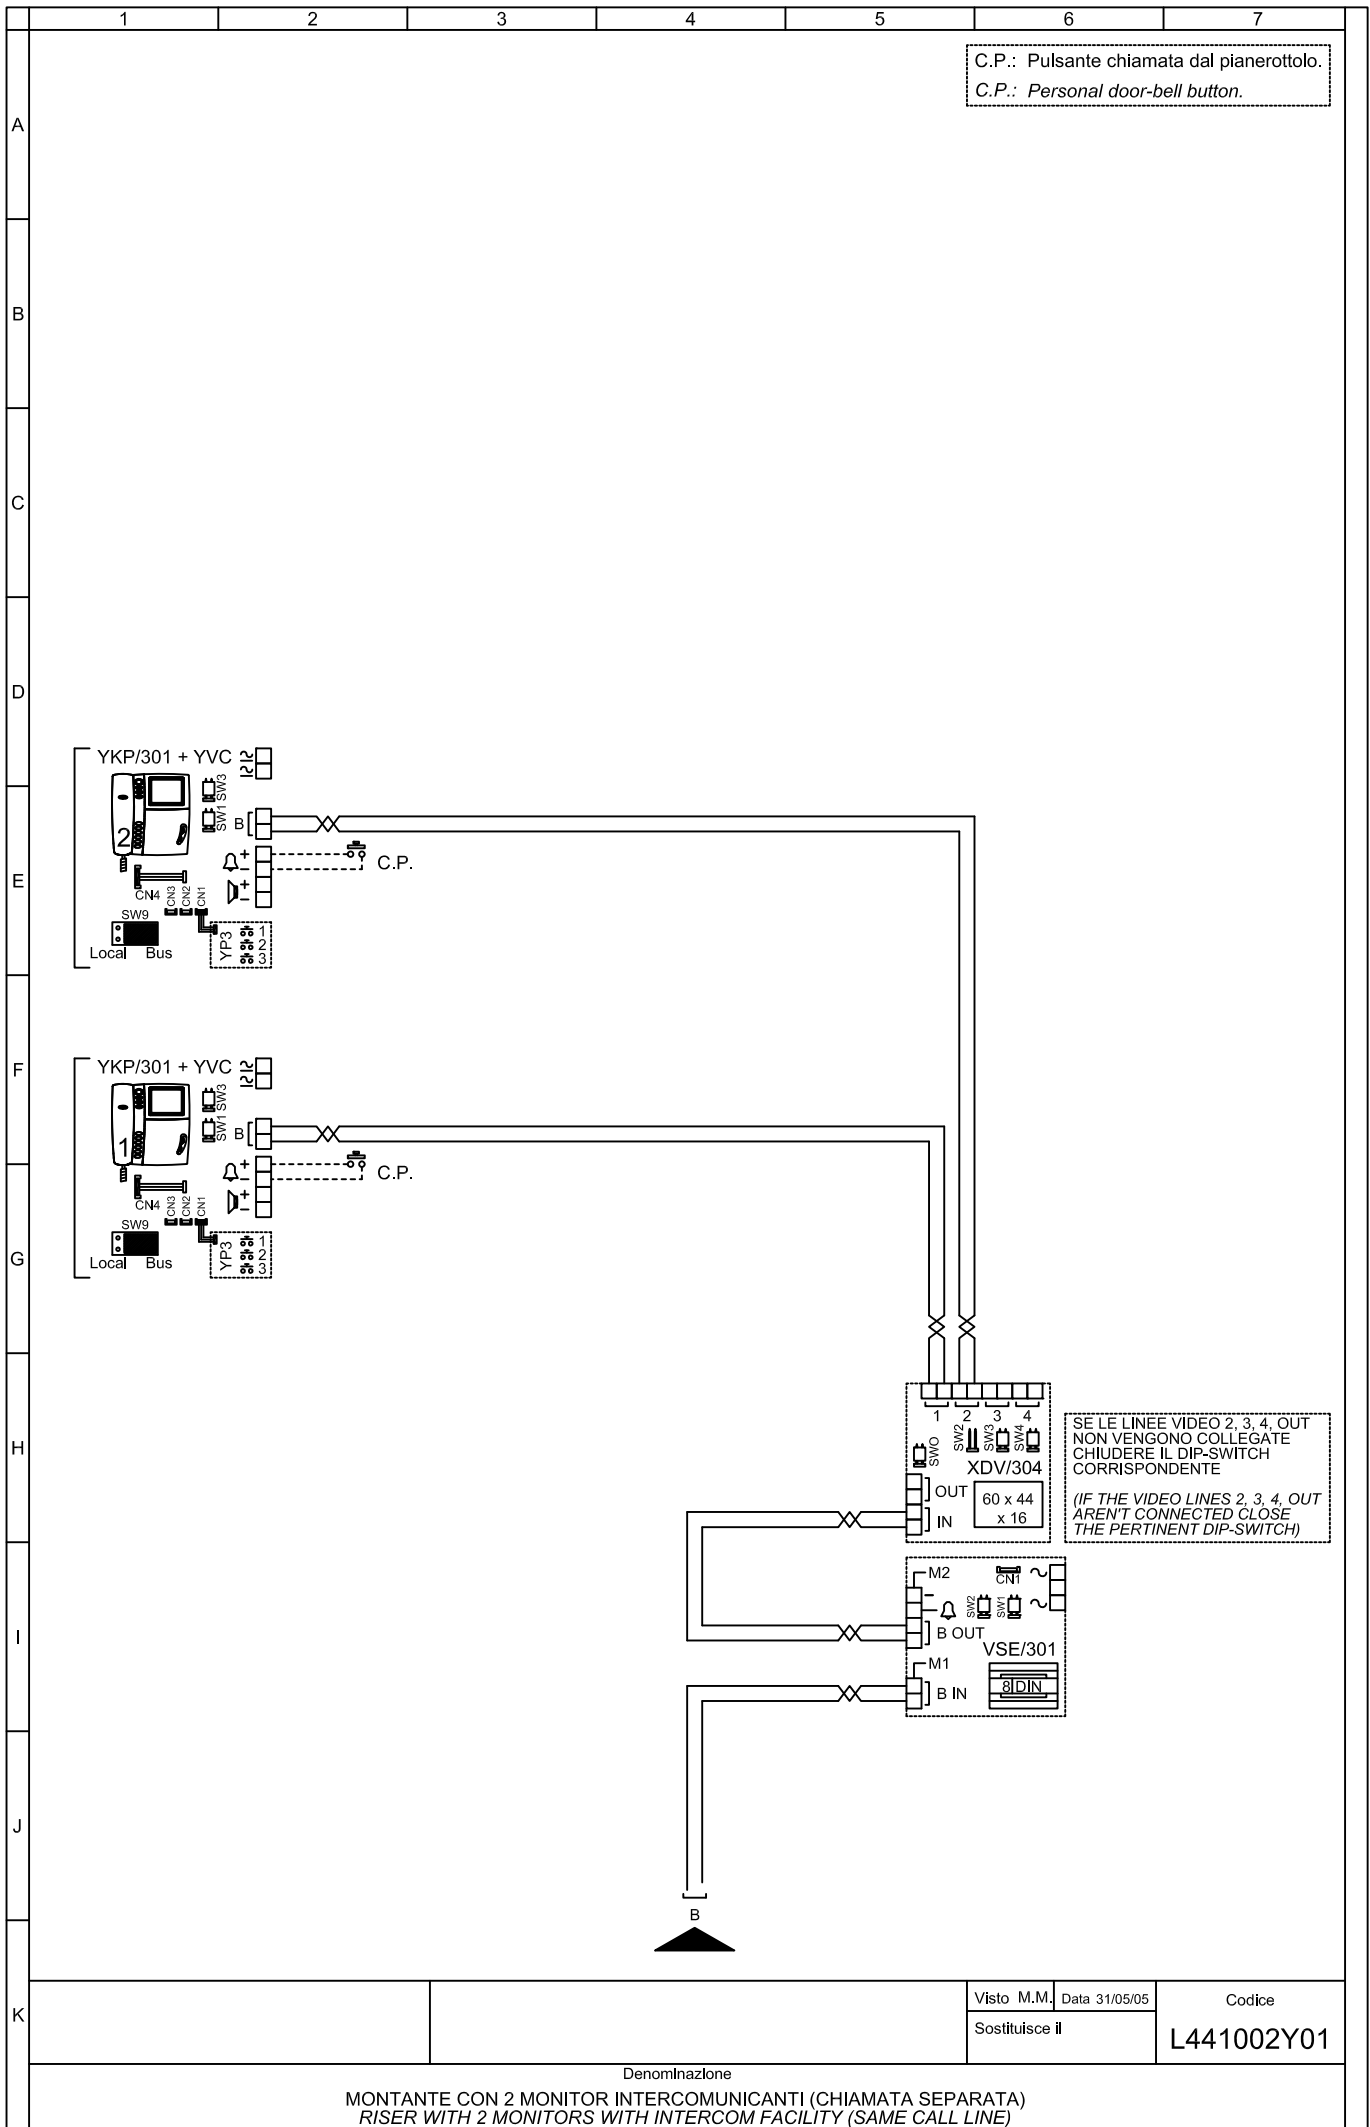 1 2 3 4 5 6 7
C.P.: Pulsante chiamata dal pianerottolo.
C.P.: Personal door-bell button.
A
B
C
D
YKP/301 + YVC
SW3
SW1
B
2
+
-
C.P.
+
-
E
CN4
CN3
CN2
CN1
SW9
Local Bus
YP3
1
2
3
F
YKP/301 + YVC
SW3
SW1
B
1
+
-
C.P.
+
-
CN4
CN3
CN2
CN1
SW9
Local Bus
YP3
1
2
3
G
1 2 3 4
SWO
SW2
SW3
SW4
H
XDV/304
OUT
IN
60 x 44
x 16
SE LE LINEE VIDEO 2, 3, 4, OUT
NON VENGONO COLLEGATE
CHIUDERE IL DIP-SWITCH
CORRISPONDENTE
(IF THE VIDEO LINES 2, 3, 4, OUT
AREN'T CONNECTED CLOSE
THE PERTINENT DIP-SWITCH)
M2
CN1 ~
-
SW2
SW1
~
I
B OUT
VSE/301
M1
B IN
8 DIN
J
B
K
Visto M.M. Data 31/05/05
Sostituisce il
Codice
L441002Y01
Denominazione
MONTANTE CON 2 MONITOR INTERCOMUNICANTI (CHIAMATA SEPARATA)
RISER WITH 2 MONITORS WITH INTERCOM FACILITY (SAME CALL LINE)